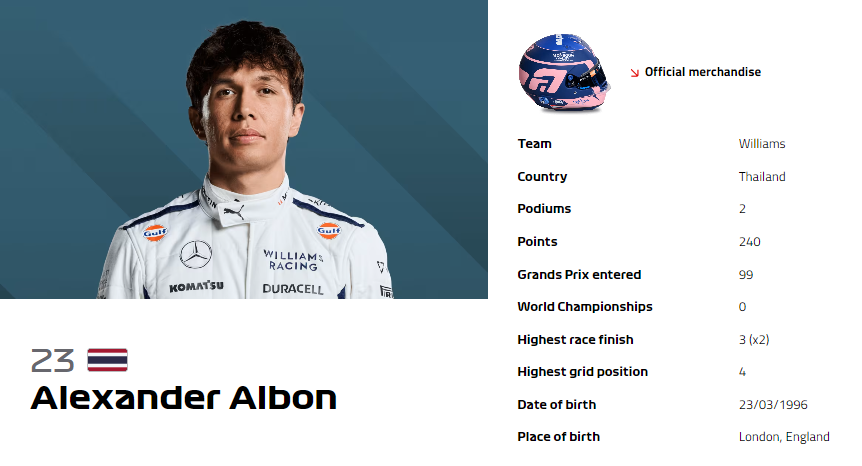 Gulf
Gulf
WILLIAMS
RACING
KOMATSU
DURACELL
23
Alexander Albon
Official merchandise
Team Williams
Country Thailand
Podiums 2
Points 240
Grands Prix entered 99
World Championships 0
Highest race finish 3 (x2)
Highest grid position 4
Date of birth 23/03/1996
Place of birth London, England